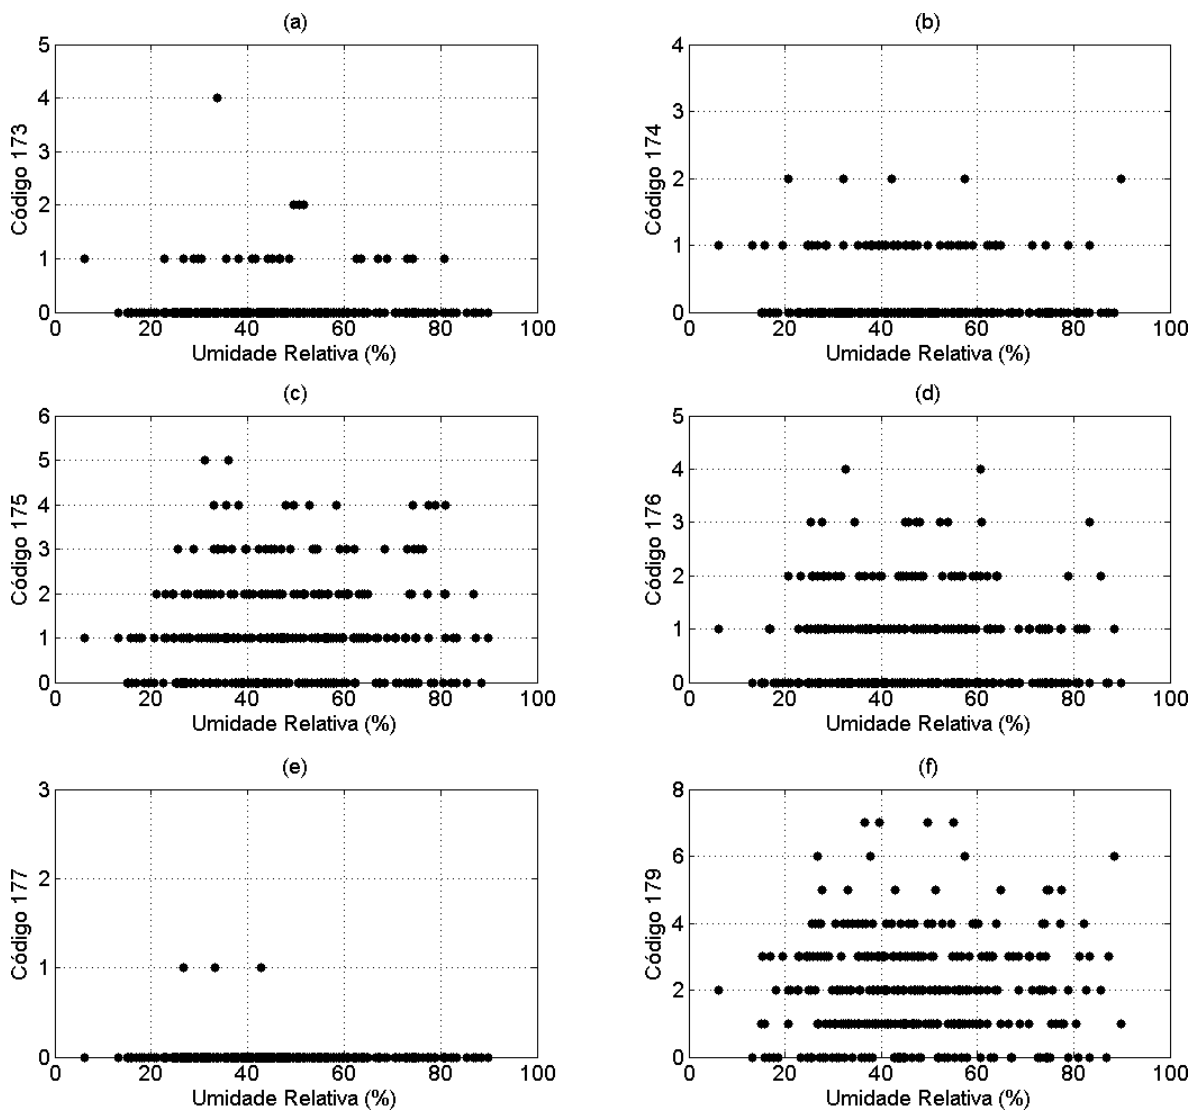 (a)
5
4
3
2
1
0
Código 173
0 20 40 60 80 100
Umidade Relativa (%)
(b)
4
3
2
1
0
Código 174
0 20 40 60 80 100
Umidade Relativa (%)
(c)
6
5
4
3
2
1
0
Código 175
0 20 40 60 80 100
Umidade Relativa (%)
(d)
5
4
3
2
1
0
Código 176
0 20 40 60 80 100
Umidade Relativa (%)
(e)
3
2
1
0
Código 177
0 20 40 60 80 100
Umidade Relativa (%)
(f)
8
6
4
2
0
Código 179
0 20 40 60 80 100
Umidade Relativa (%)